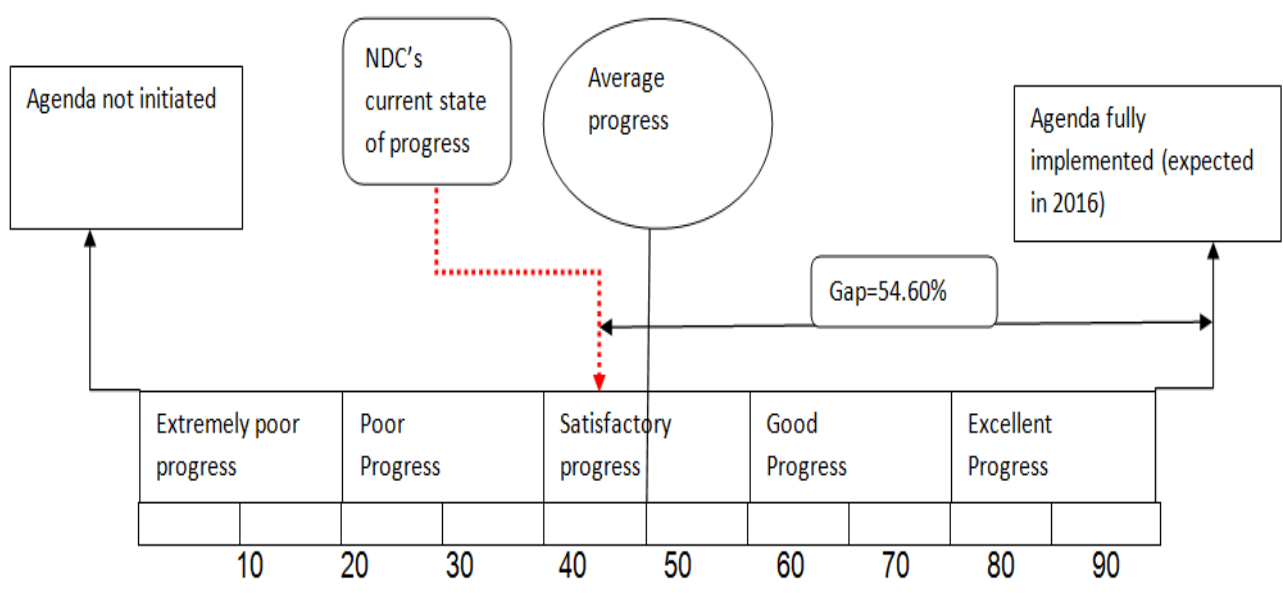 Agenda not initiated
NDC's
current state
of progress
Average
progress
Agenda fully
implemented (expected
in 2016)
Gap=54.60%
Extremely poor
progress
Poor
Progress
Satisfactory
progress
Good
Progress
Excellent
Progress
10 20 30 40 50 60 70 80 90